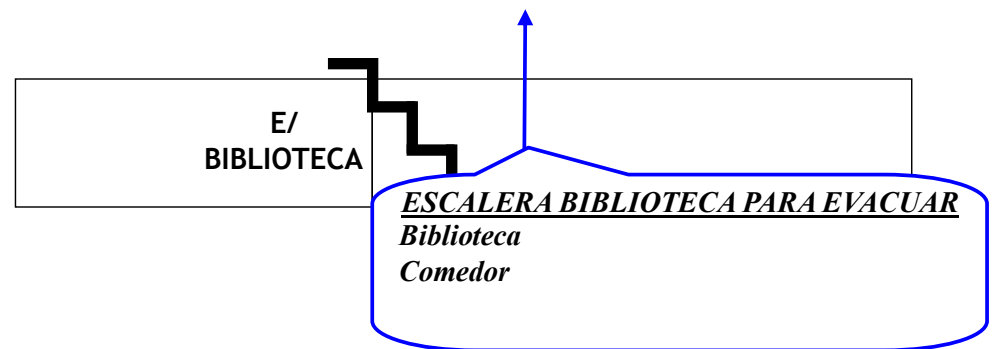 E/
BIBLIOTECA
ESCALERA BIBLIOTECA PARA EVACUAR
Biblioteca
Comedor